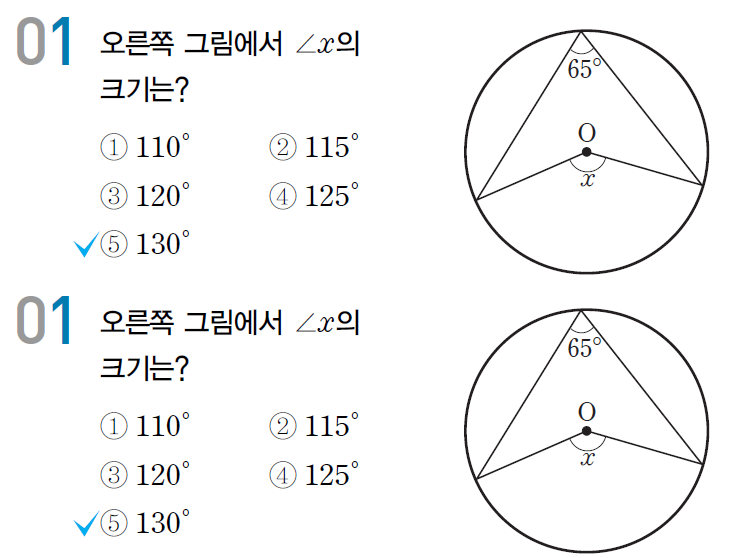 01 오른쪽 그림에서 ∠x의
크기는?
① 110° ② 115°
③ 120° ④ 125°
⑤ 130°
65°
O
x
01 오른쪽 그림에서 ∠x의
크기는?
① 110° ② 115°
③ 120° ④ 125°
⑤ 130°
65°
O
x